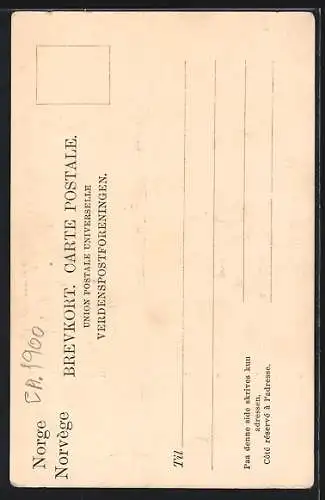 Norge
Norvège
CA. 1900.
BREVKORT. CARTE POSTALE.
UNION POSTALE UNIVERSELLE
VERDENSPOSTFORENINGEN.
Til
Paa denne side skrives kun
adressen.
Côté réservé à l'adresse.